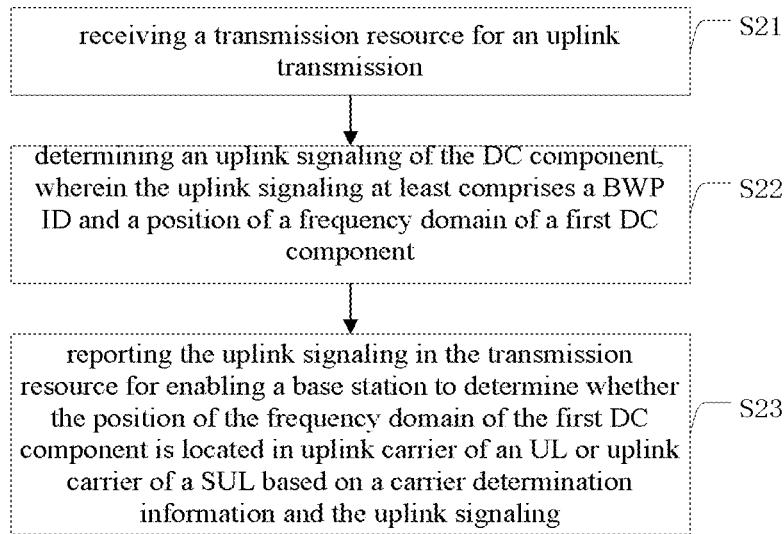 receiving a transmission resource for an uplink
transmission
S21
determining an uplink signaling of the DC component,
wherein the uplink signaling at least comprises a BWP
ID and a position of a frequency domain of a first DC
component
S22
reporting the uplink signaling in the transmission
resource for enabling a base station to determine whether
the position of the frequency domain of the first DC
component is located in uplink carrier of an UL or uplink
carrier of a SUL based on a carrier determination
information and the uplink signaling
S23